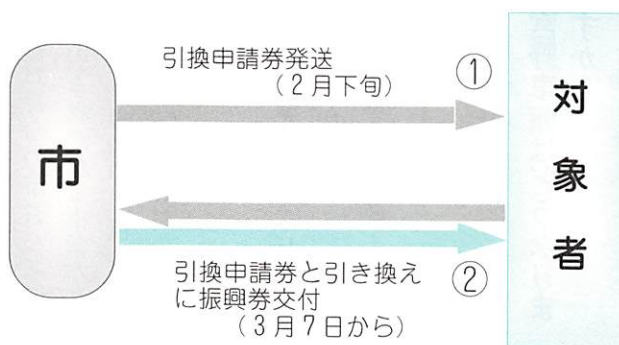 引換申請券発送
（２月下旬）
①
市
対象者
引換申請券と引き換え
に振興券交付
（３月７日から）
②